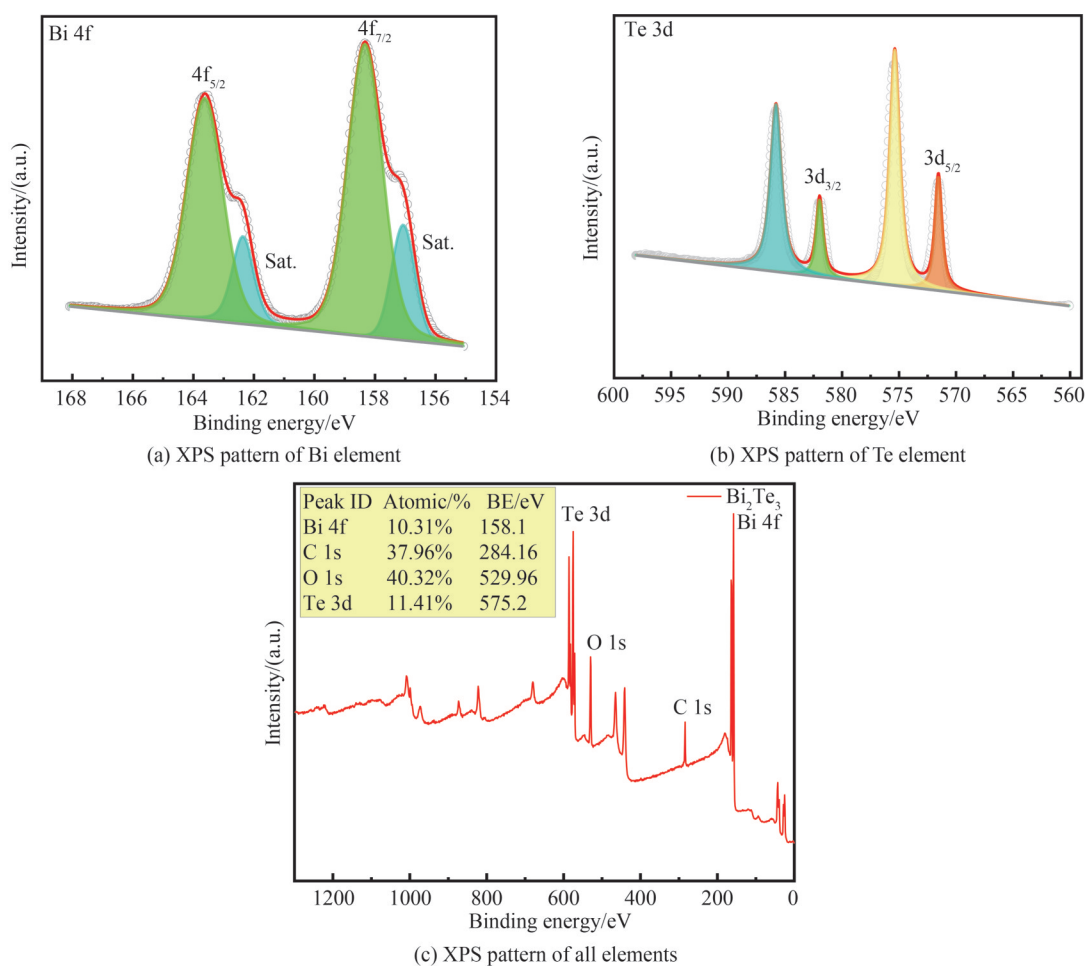 Bi 4f
4f5/2
4f7/2
Sat.
Sat.
Intensity/(a.u.)
168 166 164 162 160 158 156 154
Binding energy/eV
(a) XPS pattern of Bi element
Te 3d
3d3/2
3d5/2
Intensity/(a.u.)
600 595 590 585 580 575 570 565 560
Binding energy/eV
(b) XPS pattern of Te element
Peak ID Atomic/% BE/eV
Bi 4f 10.31% 158.1
C 1s 37.96% 284.16
O 1s 40.32% 529.96
Te 3d 11.41% 575.2
Te 3d
O 1s
C 1s
Bi2Te3
Bi 4f
Intensity/(a.u.)
1200 1000 800 600 400 200 0
Binding energy/eV
(c) XPS pattern of all elements